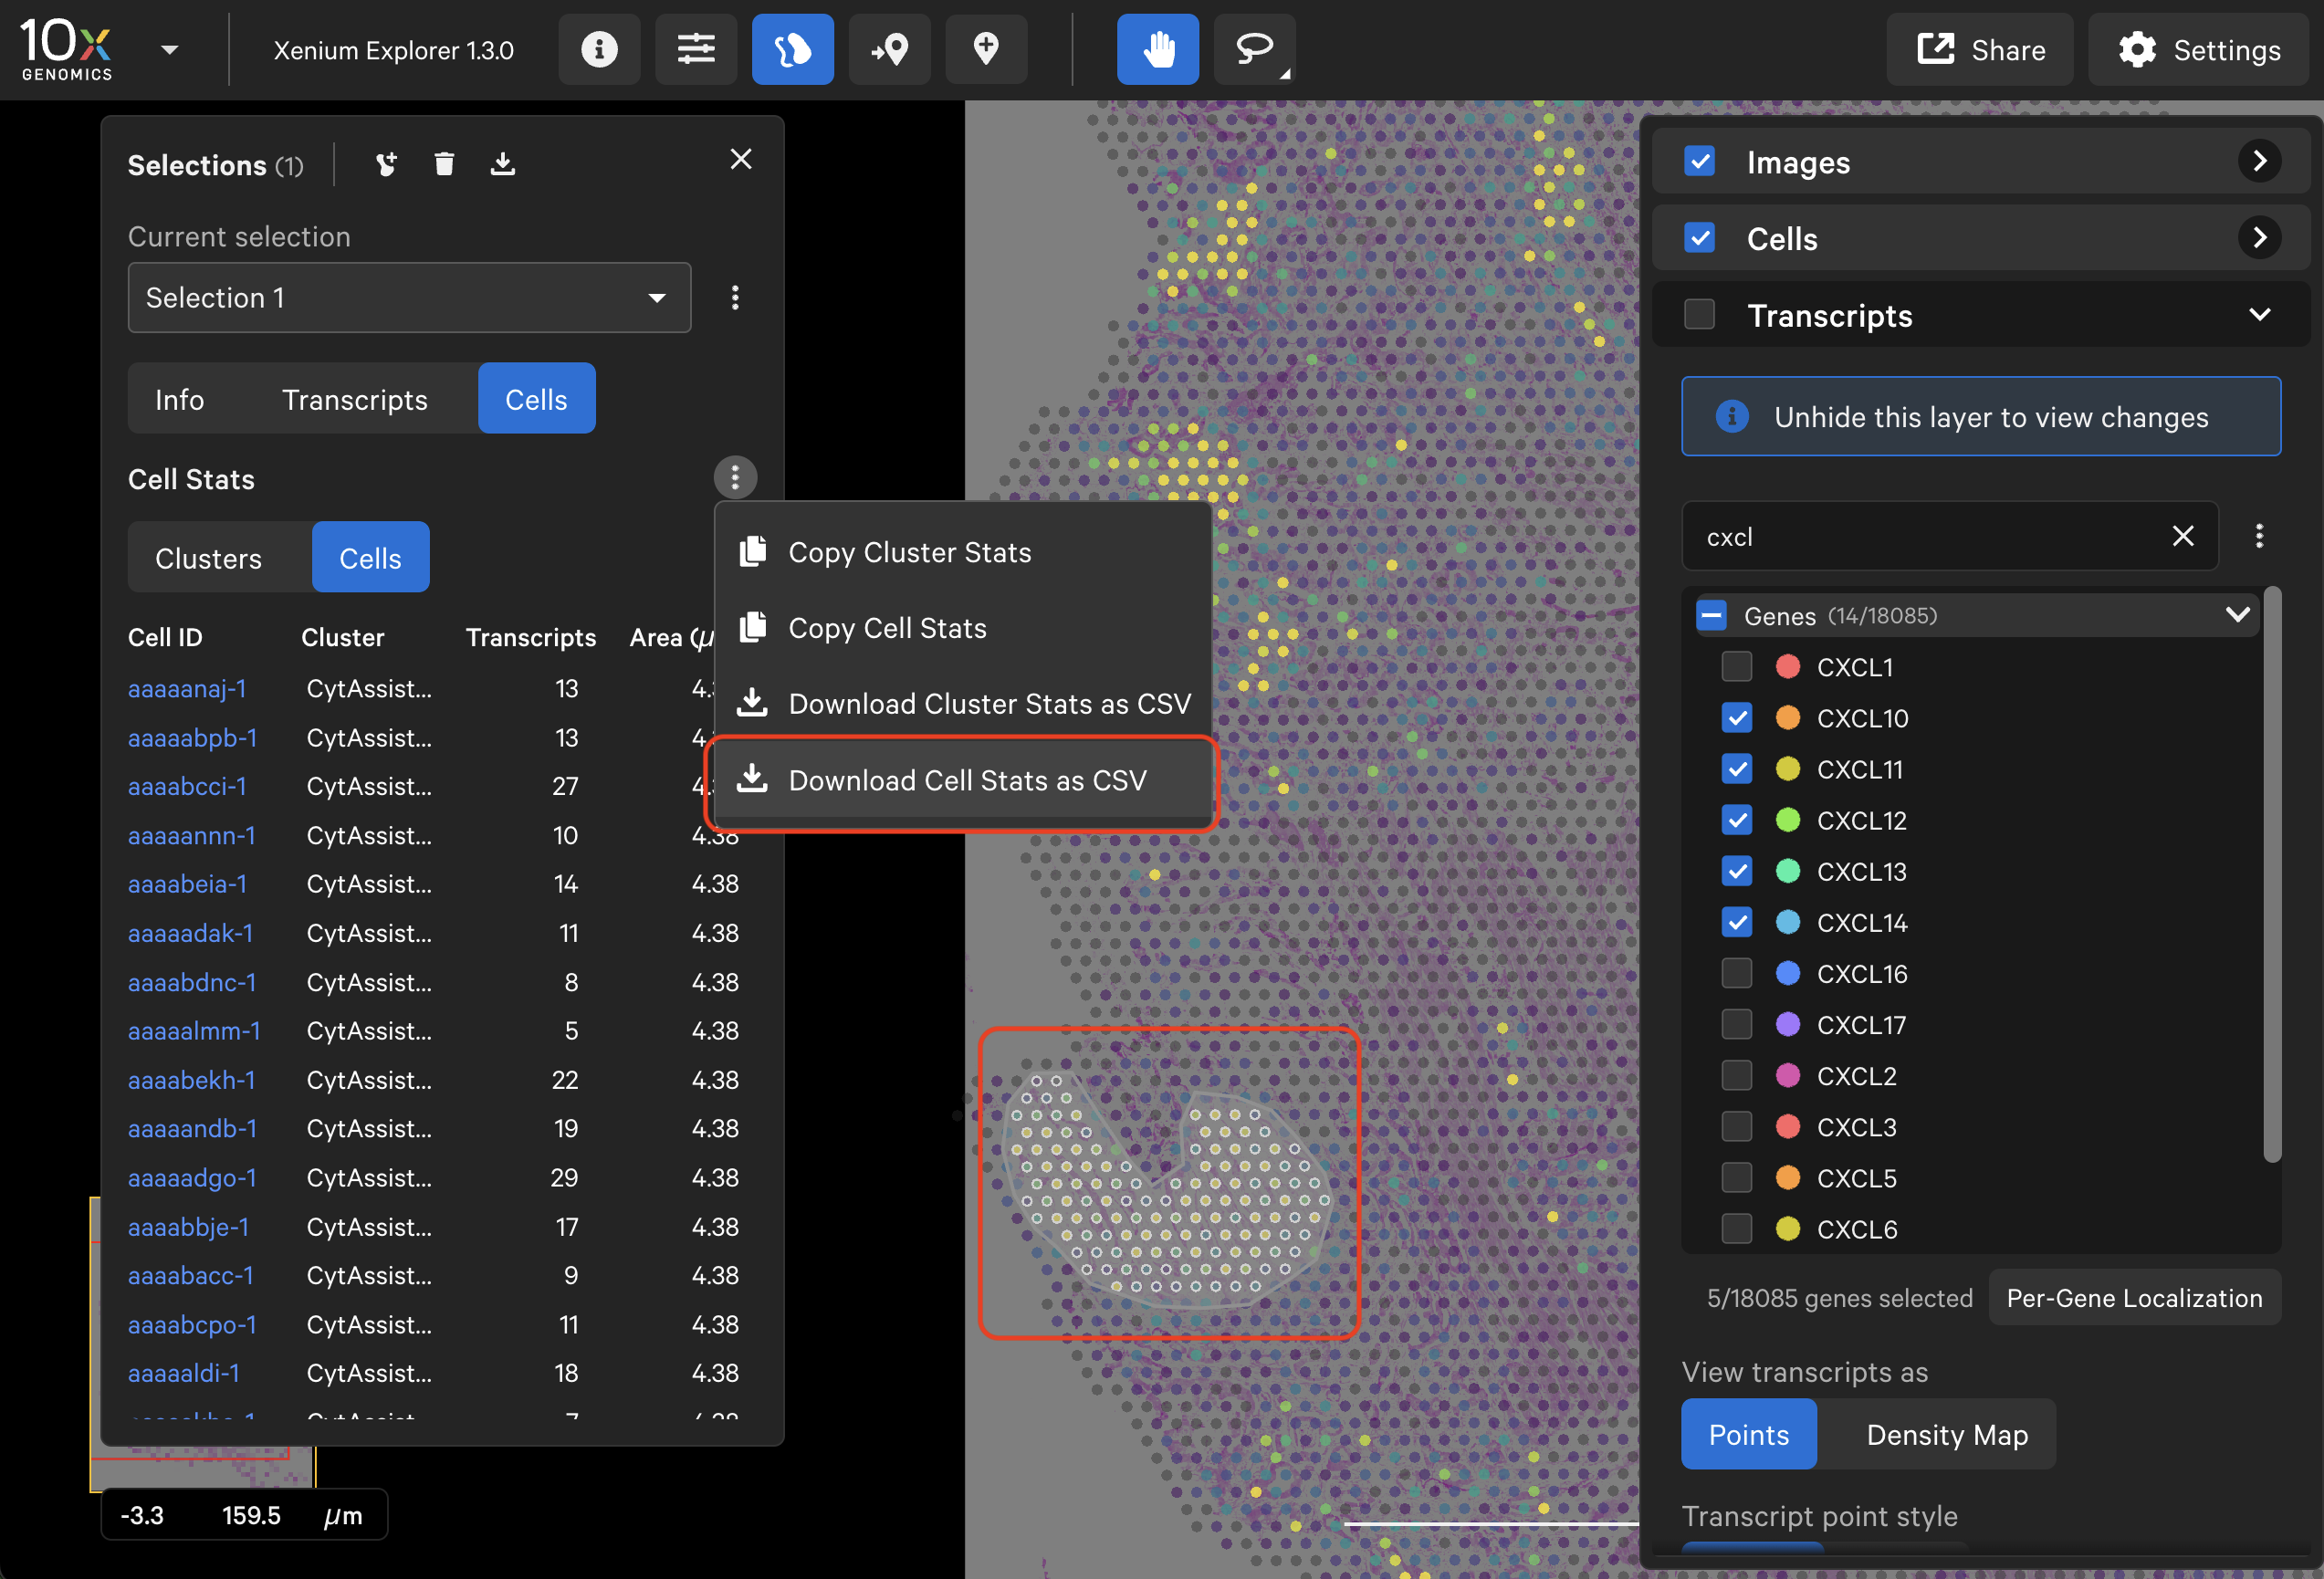 10x
GENOMICS
Xenium Explorer 1.3.0
Share
Settings
Selections (1)
Current selection
Selection 1
Info Transcripts Cells
Cell Stats
Clusters Cells
Cell ID Cluster Transcripts Area (μ
aaaaanaj-1 CytAssist... 13 4.3
aaaaabpb-1 CytAssist... 13 4.
aaaabcci-1 CytAssist... 27 4.3
aaaaannn-1 CytAssist... 10 4.38
aaaabeia-1 CytAssist... 14 4.38
aaaaadak-1 CytAssist... 11 4.38
aaaabdnc-1 CytAssist... 8 4.38
aaaaalmm-1 CytAssist... 5 4.38
aaaabekh-1 CytAssist... 22 4.38
aaaaandb-1 CytAssist... 19 4.38
aaaaadgo-1 CytAssist... 29 4.38
aaaabbje-1 CytAssist... 17 4.38
aaaabacc-1 CytAssist... 9 4.38
aaaabcpo-1 CytAssist... 11 4.38
aaaaaldi-1 CytAssist... 18 4.38
-3.3 159.5 μm
Copy Cluster Stats
Copy Cell Stats
Download Cluster Stats as CSV
Download Cell Stats as CSV
Images
Cells
Transcripts
Unhide this layer to view changes
cxcl
Genes (14/18085)
CXCL1
CXCL10
CXCL11
CXCL12
CXCL13
CXCL14
CXCL16
CXCL17
CXCL2
CXCL3
CXCL5
CXCL6
5/18085 genes selected
Per-Gene Localization
View transcripts as
Points Density Map
Transcript point style